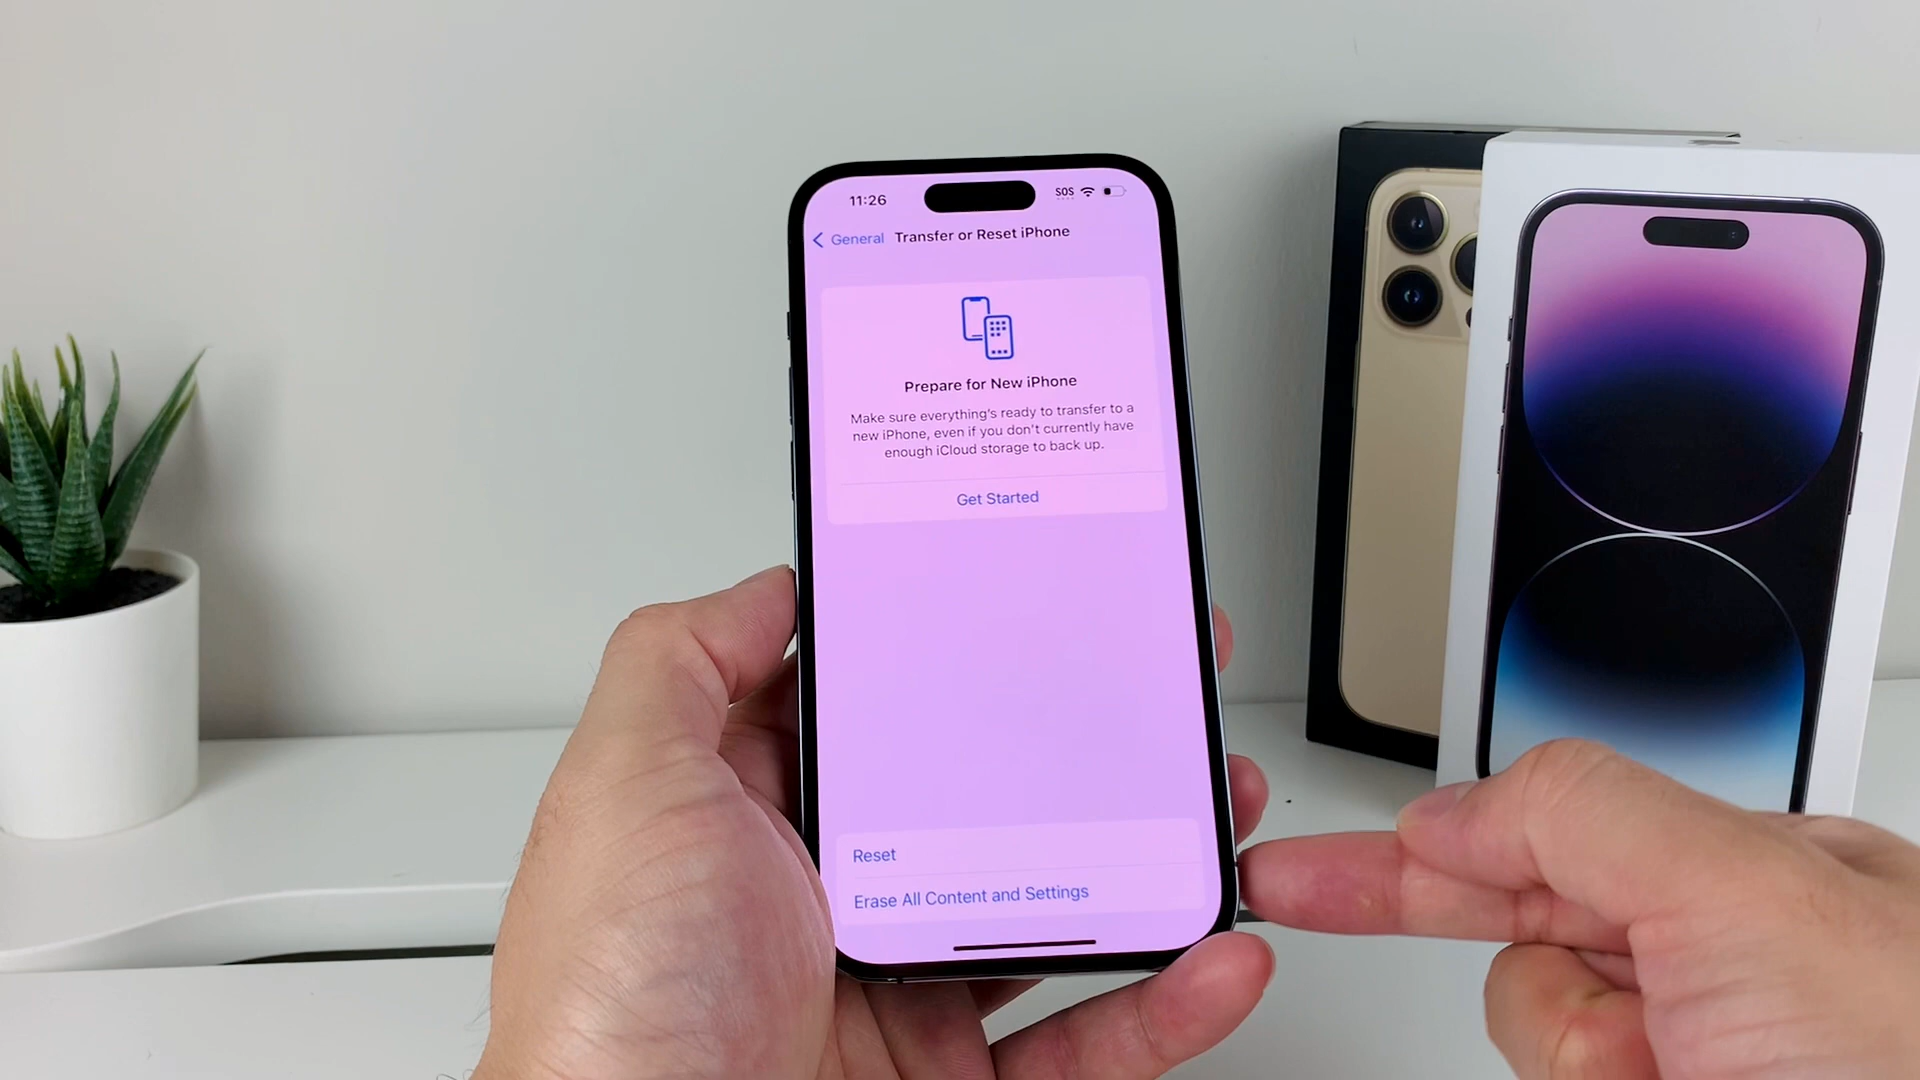 11:26
SOS
General
Transfer or Reset iPhone
Prepare for New iPhone
Make sure everything's ready to transfer to a
new iPhone, even if you don't currently have
enough iCloud storage to back up.
Get Started
Reset
Erase All Content and Settings